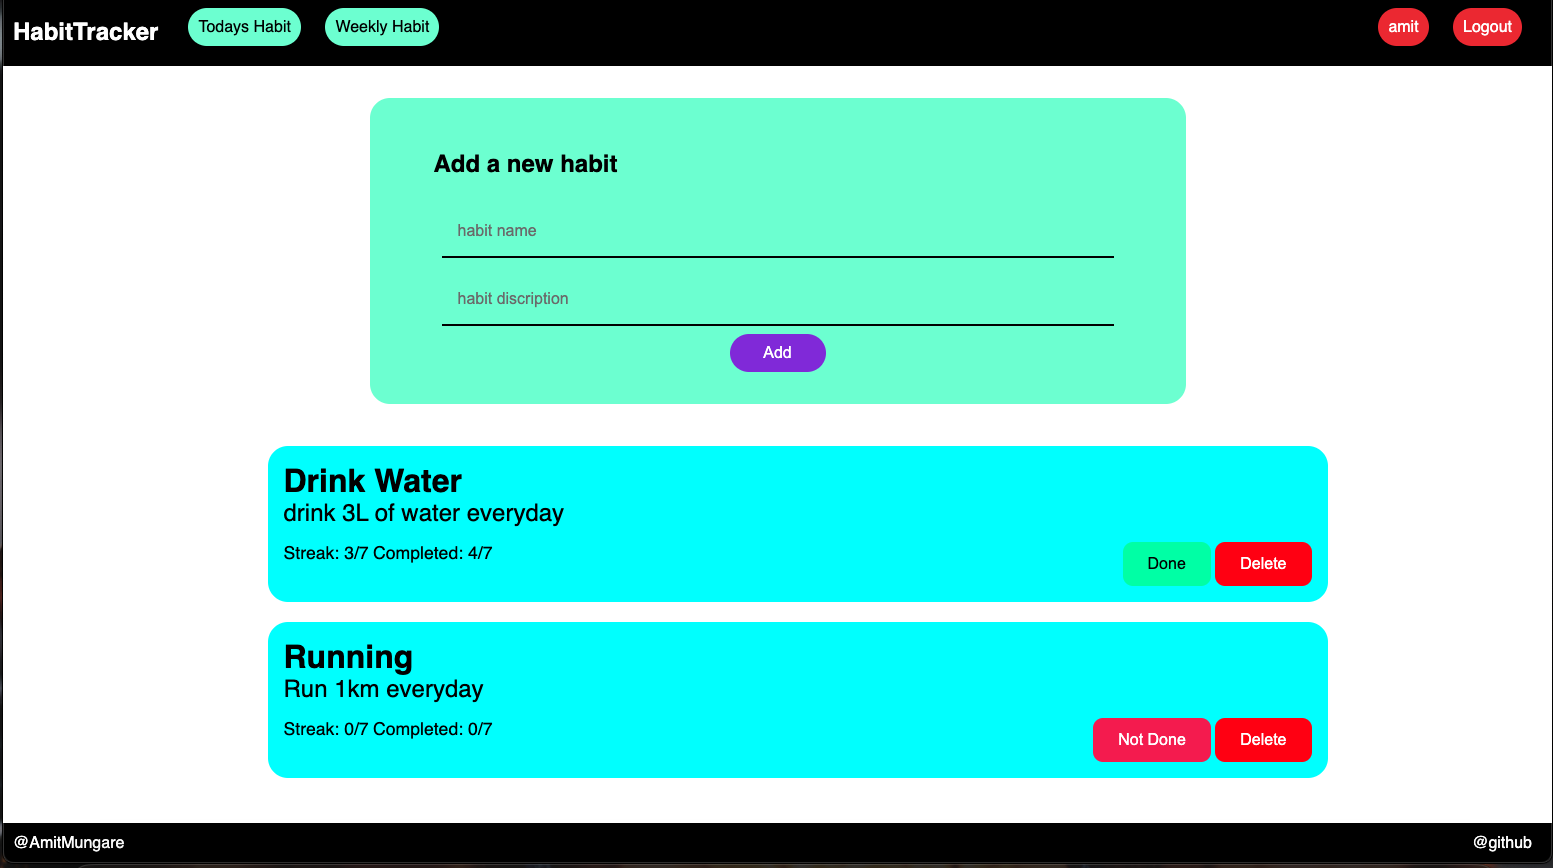 HabitTracker Todays Habit Weekly Habit amit Logout
Add a new habit
habit name
habit discription
Add
Drink Water
drink 3L of water everyday
Streak: 3/7 Completed: 4/7
Done Delete
Running
Run 1km everyday
Streak: 0/7 Completed: 0/7
Not Done Delete
@AmitMungare @github